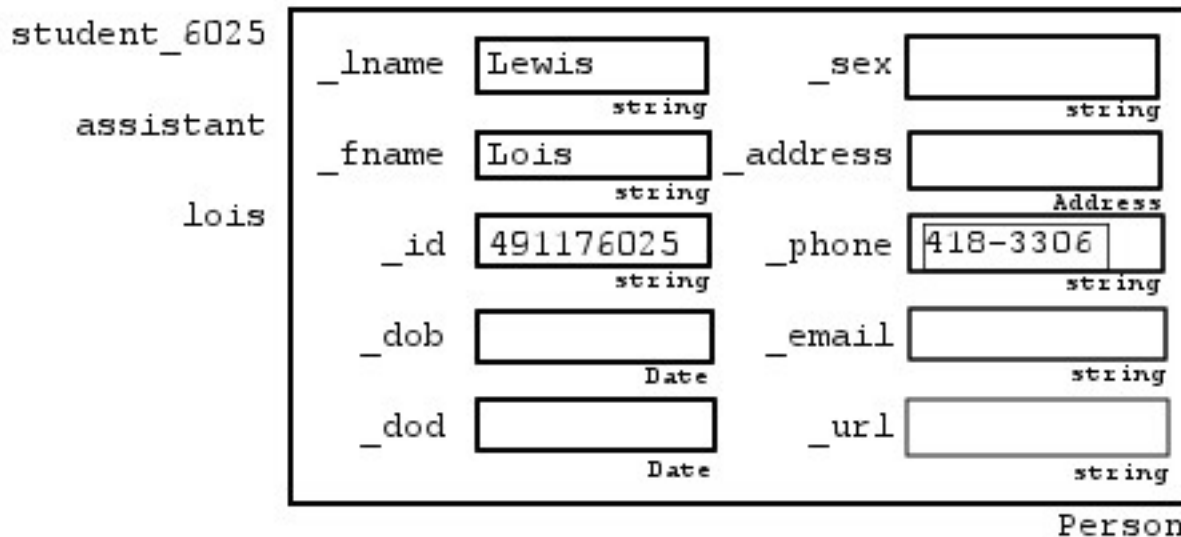 student_6025
_lname Lewis _sex
string string
assistant
_fname Lois _address
string Address
lois
_id 491176025 _phone 418-3306
string string
_dob _email
Date string
_dod _url
Date string
Person